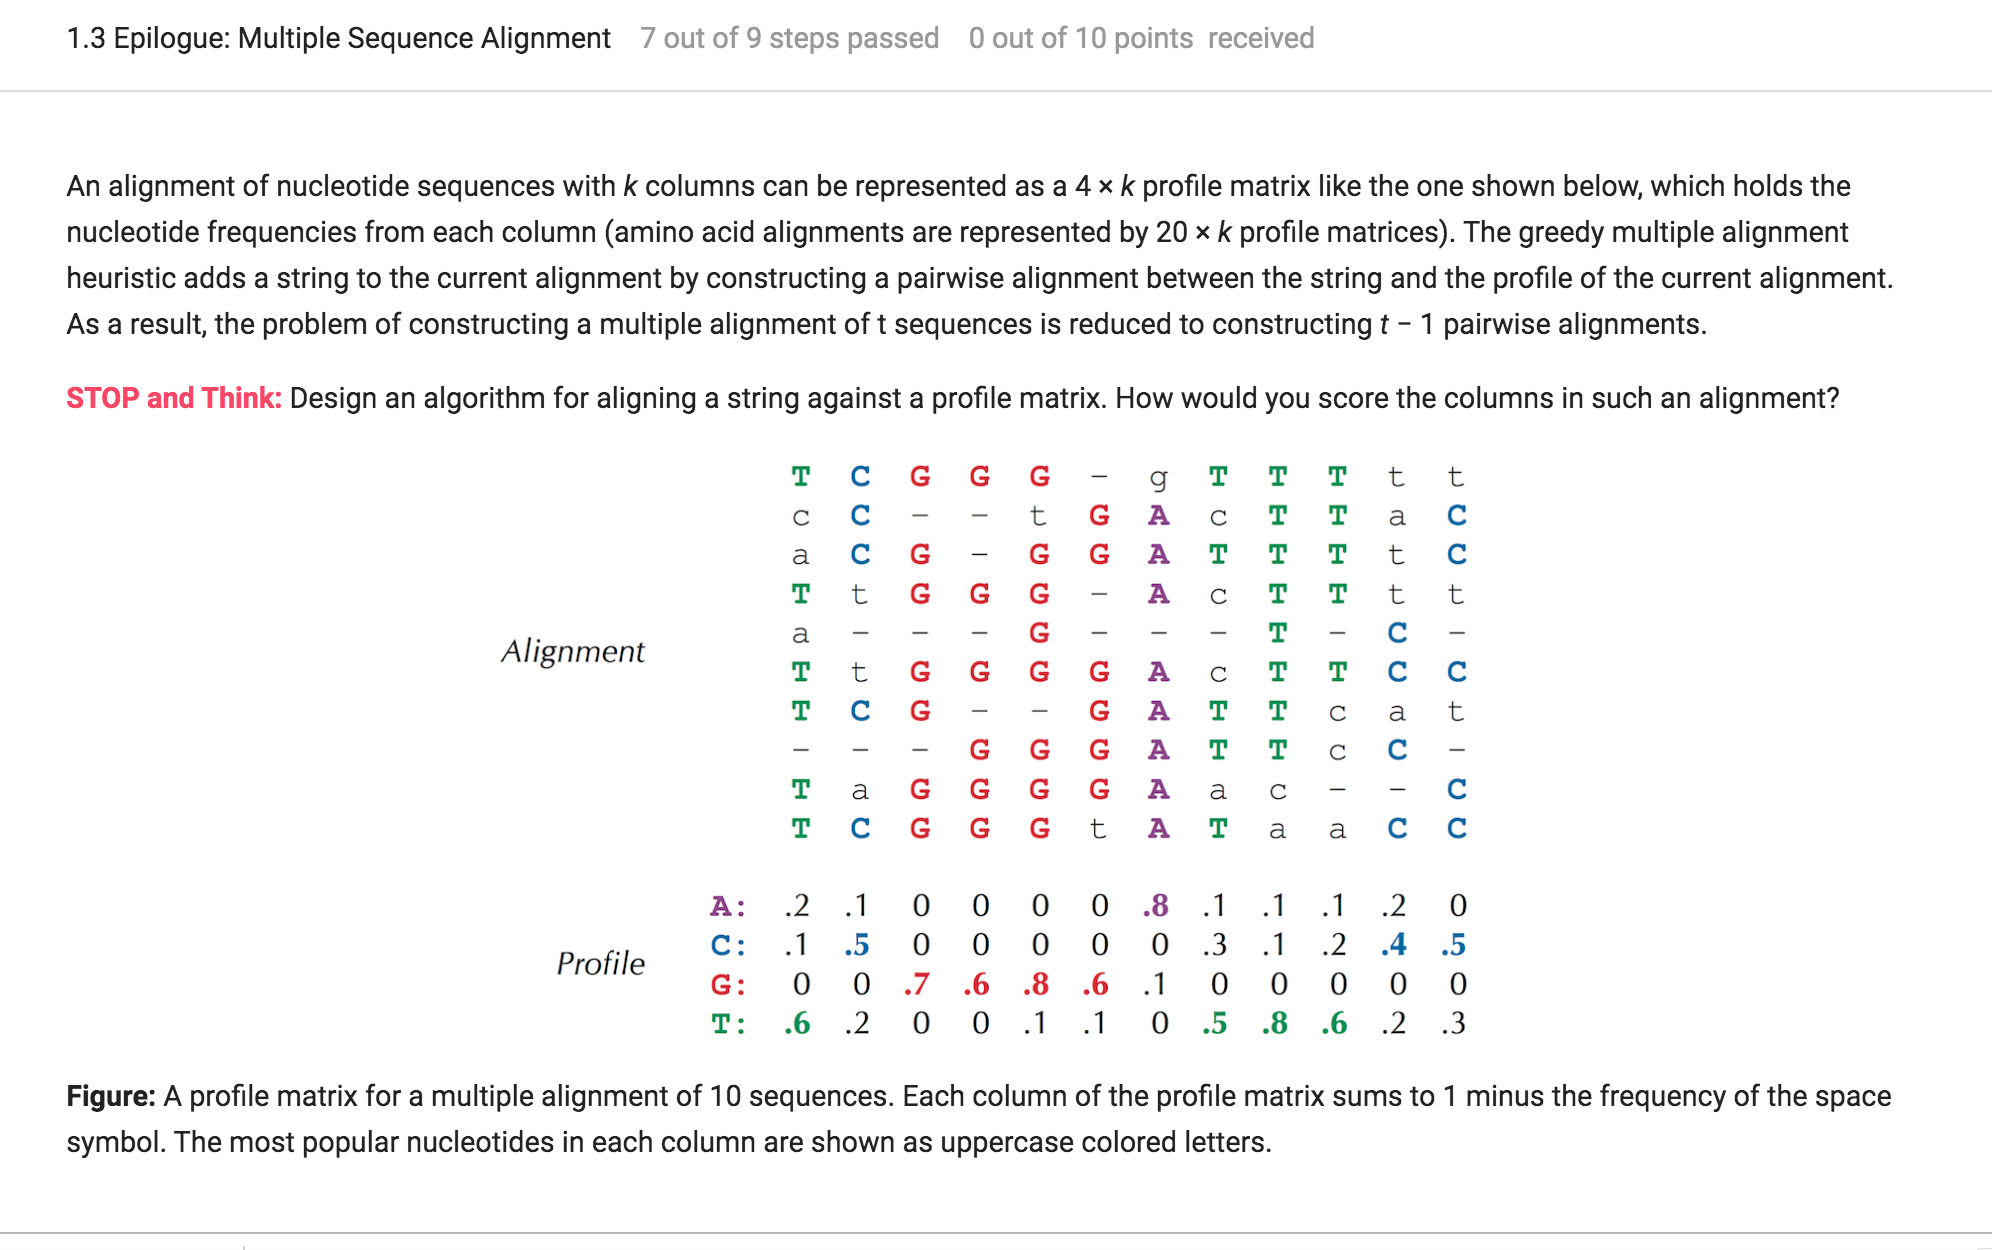 1.3 Epilogue: Multiple Sequence Alignment 7 out of 9 steps passed 0 out of 10 points received
An alignment of nucleotide sequences with k columns can be represented as a 4 × k profile matrix like the one shown below, which holds the
nucleotide frequencies from each column (amino acid alignments are represented by 20 × k profile matrices). The greedy multiple alignment
heuristic adds a string to the current alignment by constructing a pairwise alignment between the string and the profile of the current alignment.
As a result, the problem of constructing a multiple alignment of t sequences is reduced to constructing t − 1 pairwise alignments.
STOP and Think: Design an algorithm for aligning a string against a profile matrix. How would you score the columns in such an alignment?
T C G G G - g T T T t t
c C - - t G A c T T a C
a C G - G G A T T T t C
T t G G G - A c T T t t
a - - - G - - - T - C -
Alignment
T t G G G G A c T T C C
T C G - - G A T T c a t
- - - G G G A T T c C -
T a G G G G A a c - - C
T C G G G t A T a a C C
A: .2 .1 0 0 0 0 .8 .1 .1 .1 .2 0
C: .1 .5 0 0 0 0 0 .3 .1 .2 .4 .5
Profile
G: 0 0 .7 .6 .8 .6 .1 0 0 0 0 0
T: .6 .2 0 0 .1 .1 0 .5 .8 .6 .2 .3
Figure: A profile matrix for a multiple alignment of 10 sequences. Each column of the profile matrix sums to 1 minus the frequency of the space
symbol. The most popular nucleotides in each column are shown as uppercase colored letters.